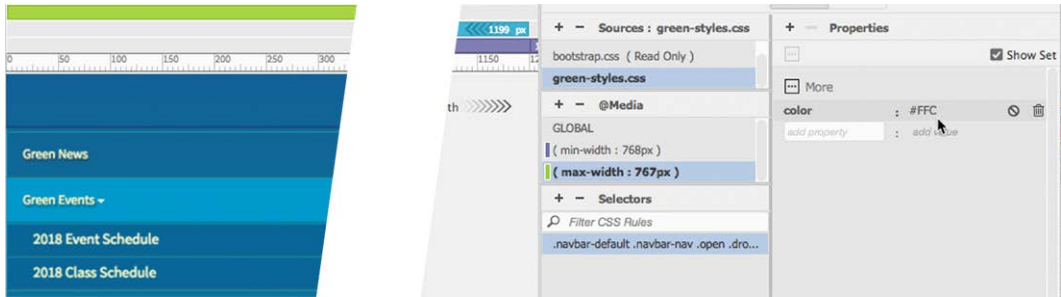 0 50 100 150 200 250 300
Green News
Green Events
2018 Event Schedule
2018 Class Schedule
1199 px
1150
th
+ − Sources : green-styles.css
bootstrap.css ( Read Only )
green-styles.css
+ − @Media
GLOBAL
( min-width : 768px )
( max-width : 767px )
+ − Selectors
Filter CSS Rules
.navbar-default .navbar-nav .open .dro...
+ − Properties
Show Set
More
color : #FFC
add property : add value